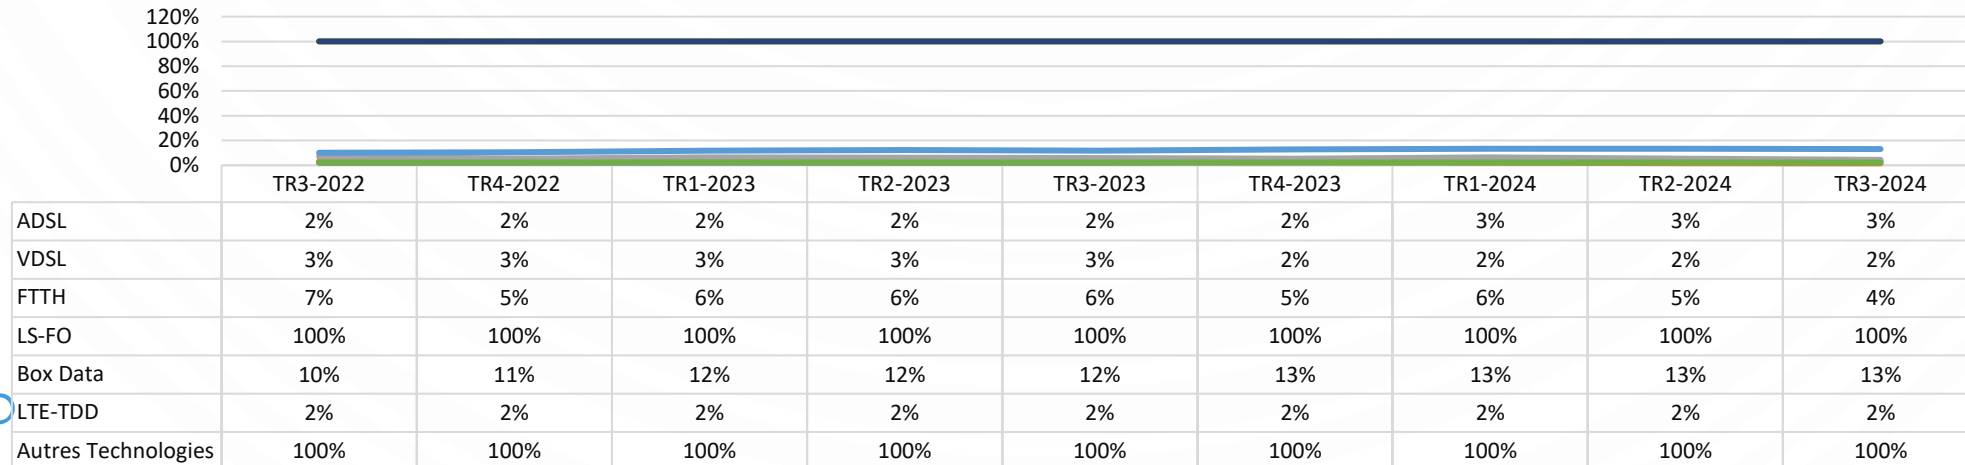 120%
100%
80%
60%
40%
20%
0%
TR3-2022 TR4-2022 TR1-2023 TR2-2023 TR3-2023 TR4-2023 TR1-2024 TR2-2024 TR3-2024
ADSL 2% 2% 2% 2% 2% 2% 3% 3% 3%
VDSL 3% 3% 3% 3% 3% 2% 2% 2% 2%
FTTH 7% 5% 6% 6% 6% 5% 6% 5% 4%
LS-FO 100% 100% 100% 100% 100% 100% 100% 100% 100%
Box Data 10% 11% 12% 12% 12% 13% 13% 13% 13%
LTE-TDD 2% 2% 2% 2% 2% 2% 2% 2% 2%
Autres Technologies 100% 100% 100% 100% 100% 100% 100% 100% 100%